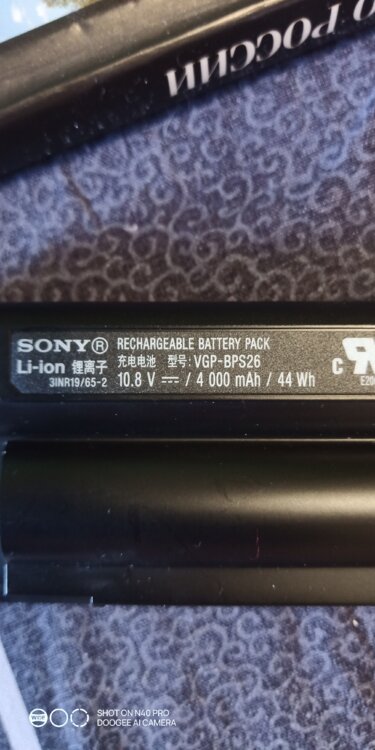 О РОССИИ
SONY® RECHARGEABLE BATTERY PACK
Li-ion 锂离子 充电电池 型号: VGP-BPS26
3INR19/65-2 10.8 V ⎓ / 4 000 mAh / 44 Wh
C
SHOT ON N40 PRO
DOOGEE AI CAMERA